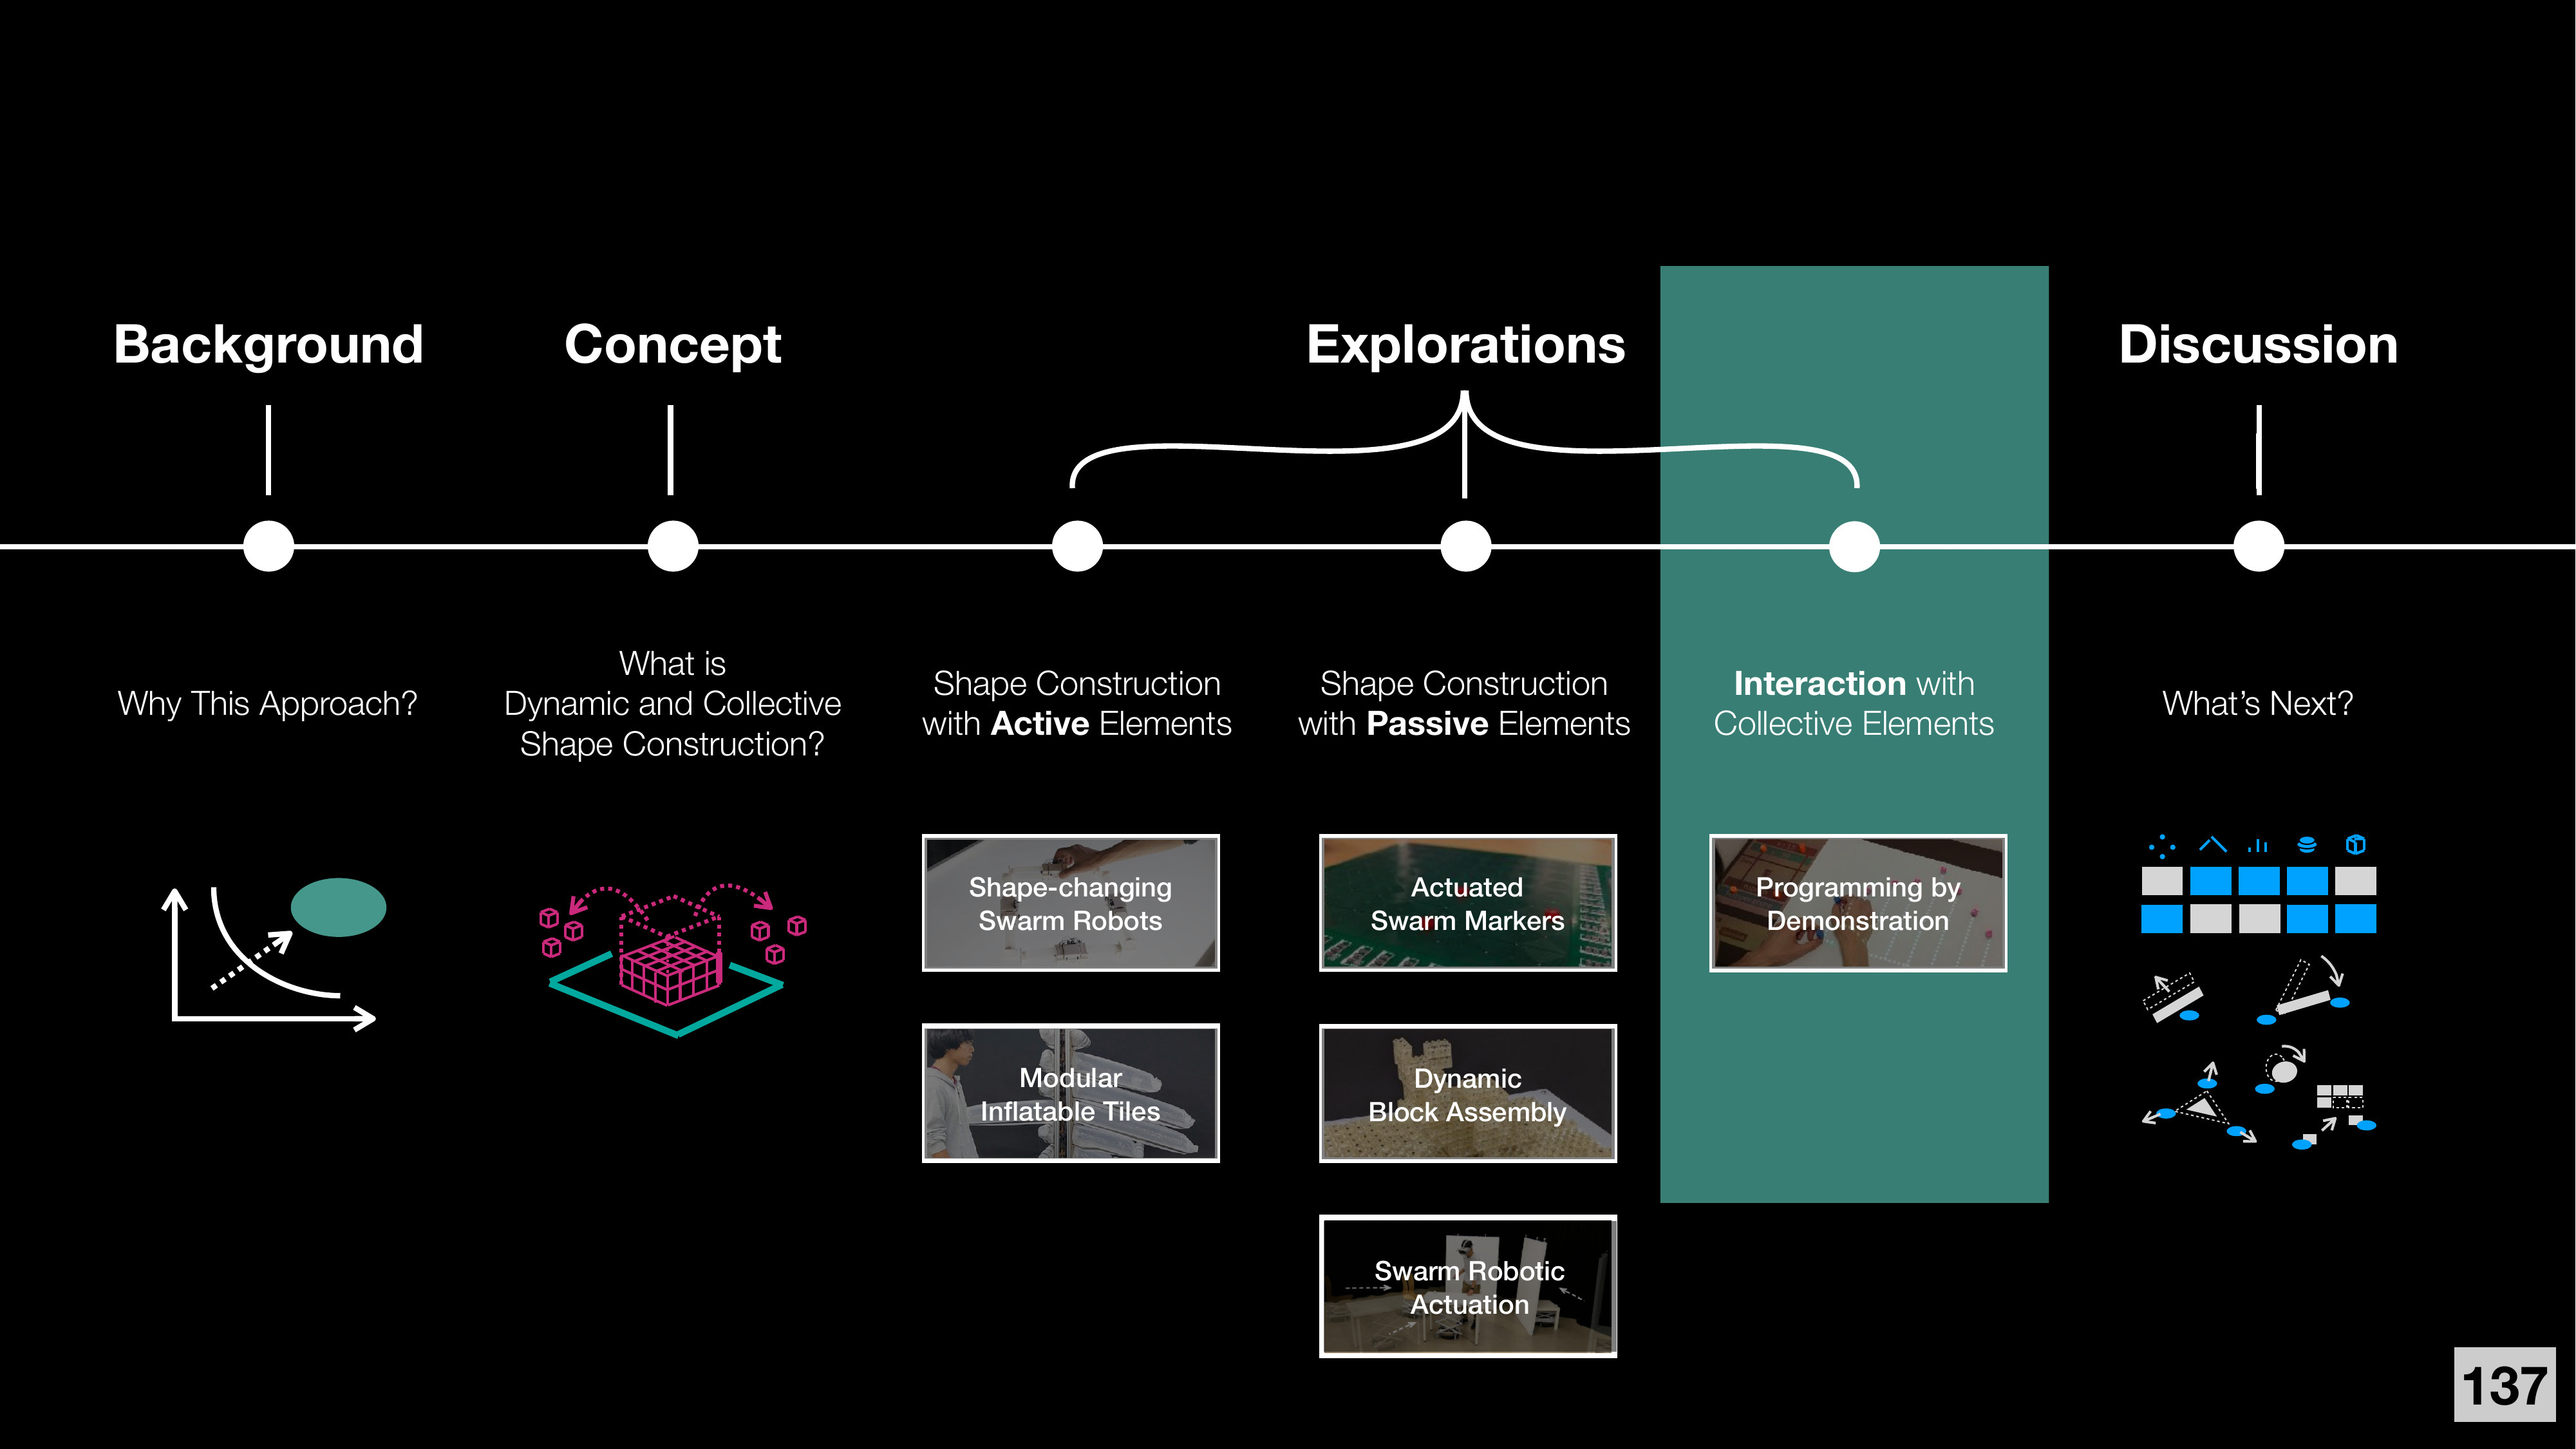 Background
Concept
Explorations
Discussion
Why This Approach?
What is
Dynamic and Collective
Shape Construction?
Shape Construction
with Active Elements
Shape Construction
with Passive Elements
Interaction with
Collective Elements
What's Next?
Shape-changing
Swarm Robots
Modular
Inflatable Tiles
Actuated
Swarm Markers
Dynamic
Block Assembly
Swarm Robotic
Actuation
Programming by
Demonstration
137